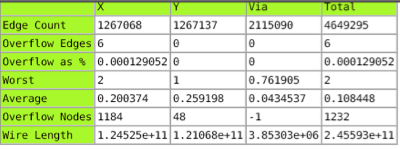 X Y Via Total
Edge Count 1267068 1267137 2115090 4649295
Overflow Edges 6 0 0 6
Overflow as % 0.000129052 0 0 0.000129052
Worst 2 1 0.761905 2
Average 0.200374 0.259198 0.0434537 0.108448
Overflow Nodes 1184 48 -1 1232
Wire Length 1.24525e+11 1.21068e+11 3.85303e+06 2.45593e+11